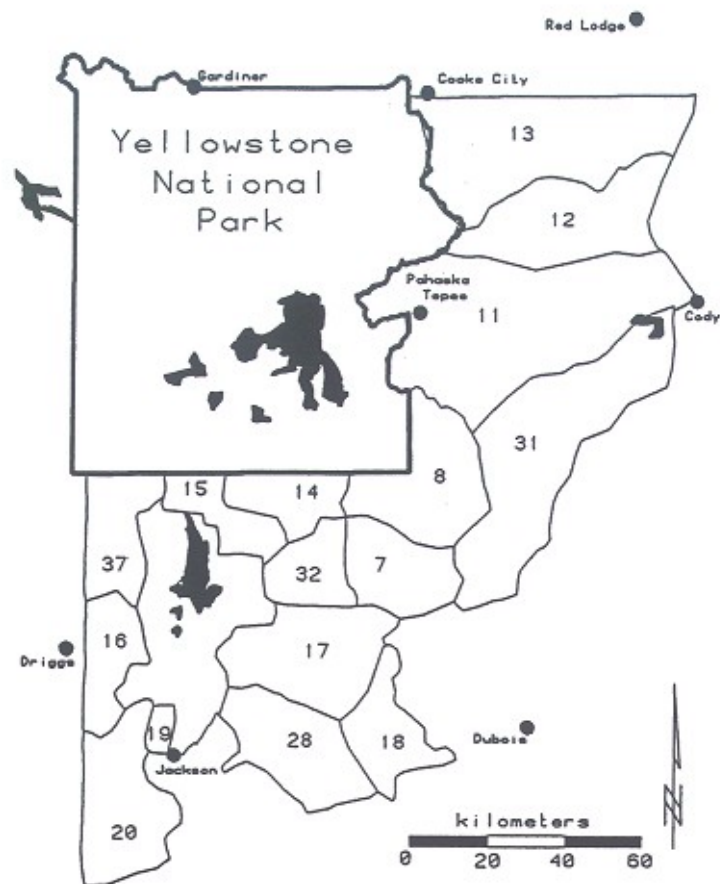 Red Lodge
Gardiner
Cooke City
Yellowstone
National
Park
13
12
Pahaska
Tepee
11
Cody
31
8
15
14
37
32
7
16
Driggs
17
19
Jackson
28
18
Dubois
20
kilometers
0 20 40 60
N